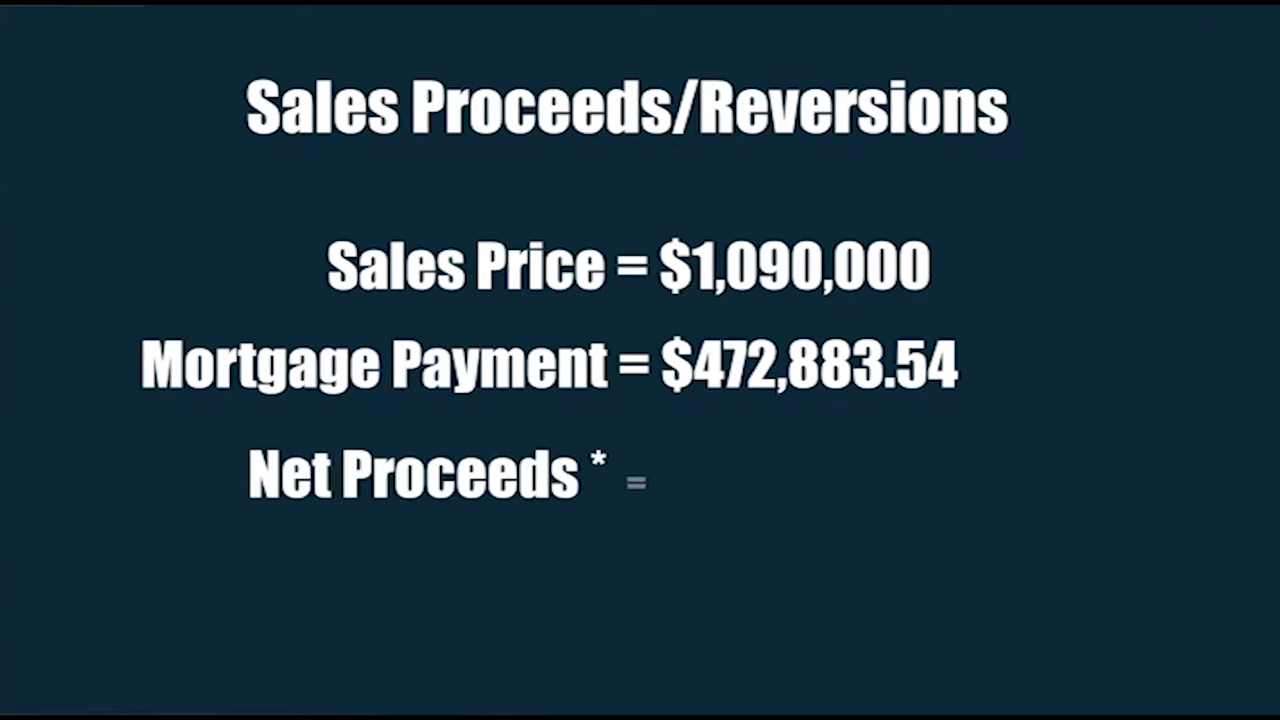 Sales Proceeds/Reversions
Sales Price = $1,090,000
Mortgage Payment = $472,883.54
Net Proceeds * =